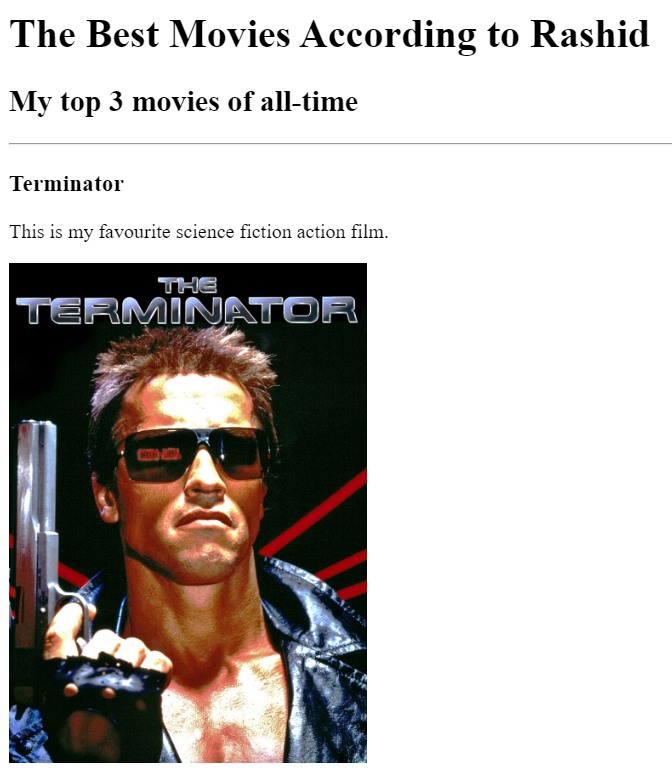 The Best Movies According to Rashid
My top 3 movies of all-time
Terminator
This is my favourite science fiction action film.
THE
TERMINATOR